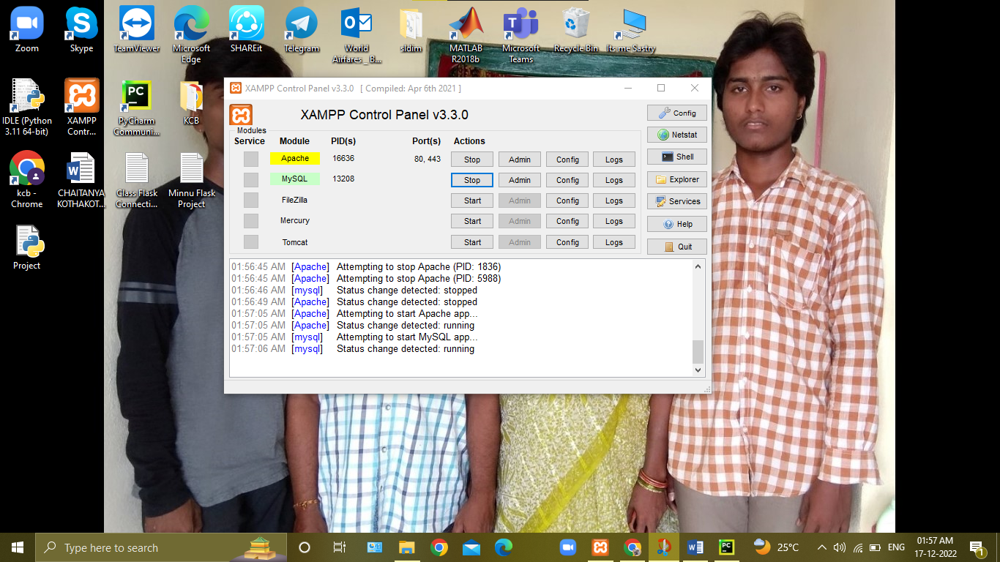 Zoom
Skype
TeamViewer
Microsoft
Edge
SHAREit
Telegram
World
Airfares _ B...
sldim
MATLAB
R2018b
Microsoft
Teams
Recycle Bin
Its me Sastry
IDLE (Python
3.11 64-bit)
XAMPP
Contr...
PC
PyCharm
Communi...
KCB
kcb -
Chrome
CHAITANYA
KOTHAKOT...
Class Flask
Connecti...
Minnu Flask
Project
Project
XAMPP Control Panel v3.3.0 [ Compiled: Apr 6th 2021 ]
XAMPP Control Panel v3.3.0
Config
Netstat
Shell
Explorer
Services
Help
Quit
Modules
Service Module PID(s) Port(s) Actions
Apache 16636 80, 443 Stop Admin Config Logs
MySQL 13208 Stop Admin Config Logs
FileZilla Start Admin Config Logs
Mercury Start Admin Config Logs
Tomcat Start Admin Config Logs
01:56:45 AM [Apache] Attempting to stop Apache (PID: 1836)
01:56:45 AM [Apache] Attempting to stop Apache (PID: 5988)
01:56:46 AM [mysql] Status change detected: stopped
01:56:49 AM [Apache] Status change detected: stopped
01:57:05 AM [Apache] Attempting to start Apache app...
01:57:05 AM [Apache] Status change detected: running
01:57:05 AM [mysql] Attempting to start MySQL app...
01:57:06 AM [mysql] Status change detected: running
Type here to search
PC
25°C
ENG
01:57 AM
17-12-2022
1